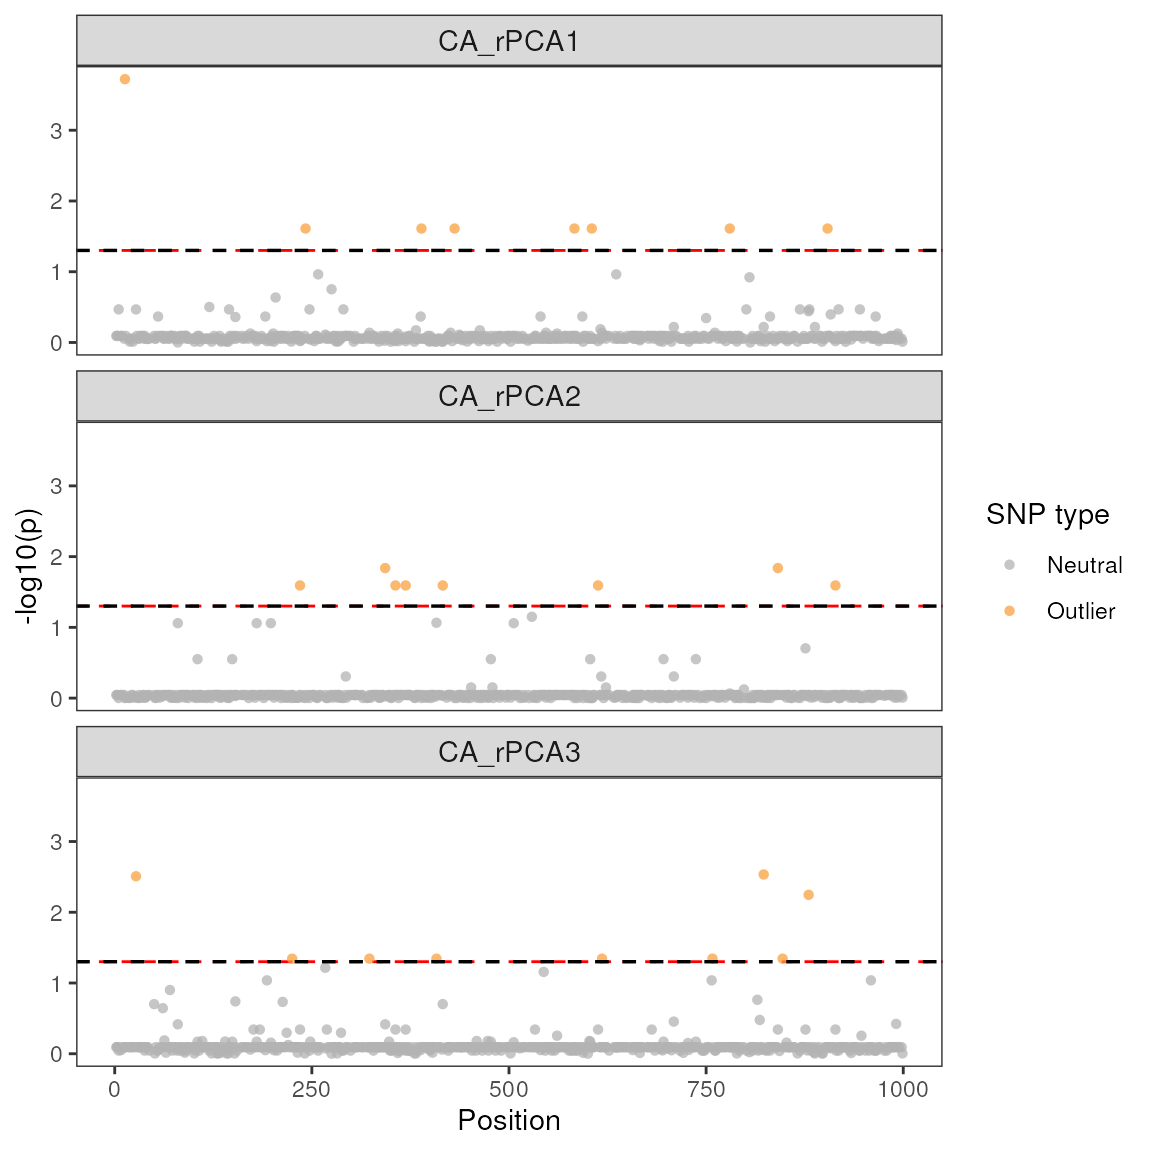 CA_rPCA1
3
2
1
0
CA_rPCA2
3
2
1
0
-log10(p)
CA_rPCA3
3
2
1
0
0 250 500 750 1000
Position
SNP type
Neutral
Outlier